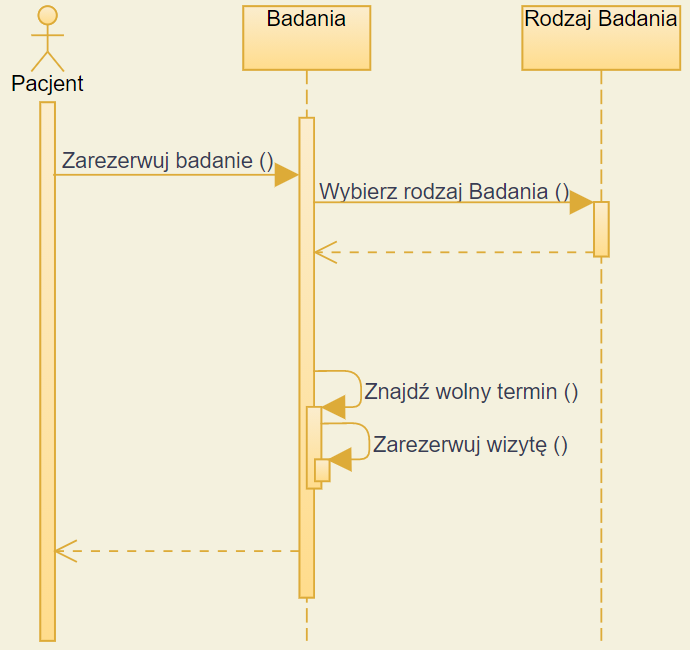 Badania
Rodzaj Badania
Pacjent
Zarezerwuj badanie ()
Wybierz rodzaj Badania ()
Znajdź wolny termin ()
Zarezerwuj wizytę ()